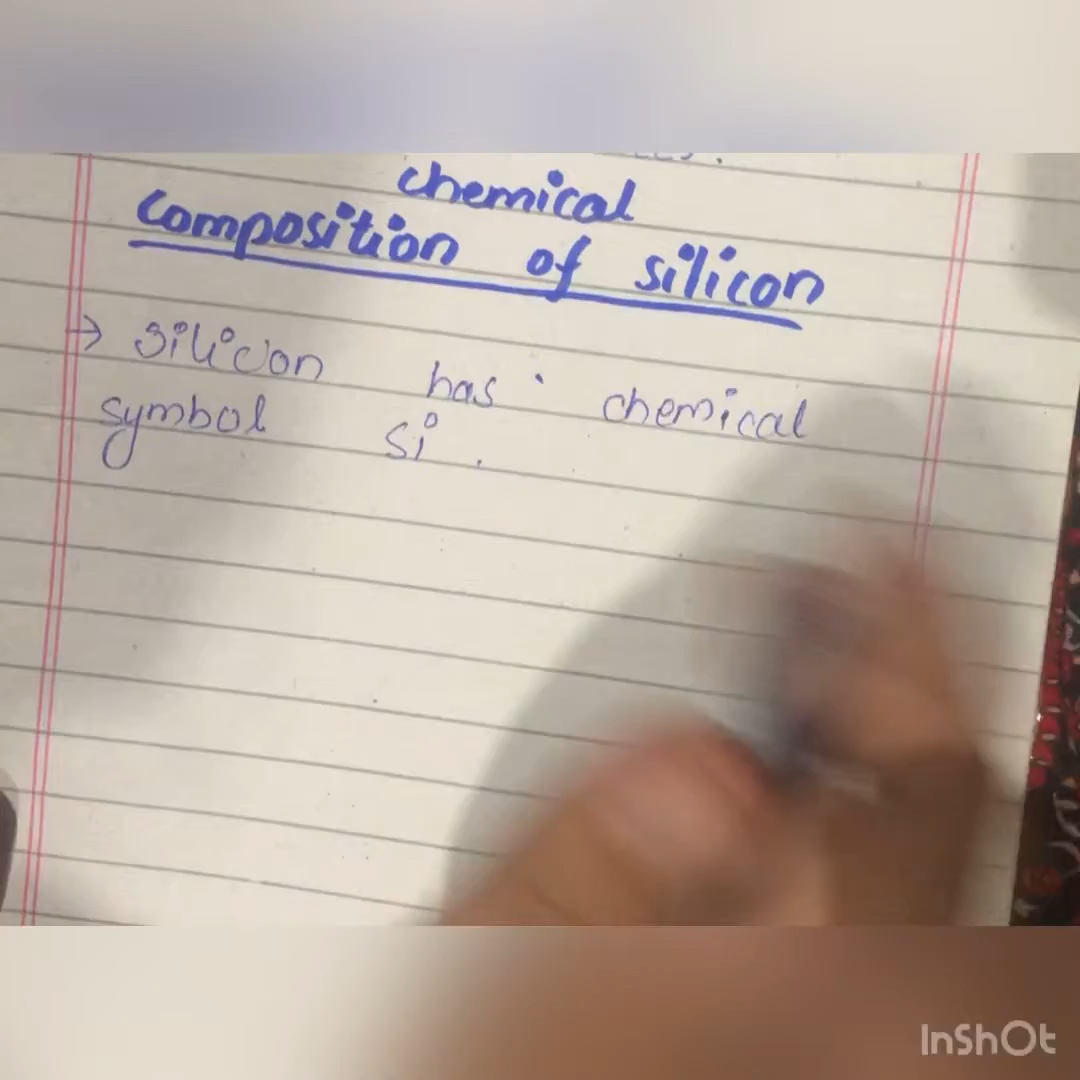 chemical
composition of silicon
→ silicon has chemical
symbol Si.
InShOt